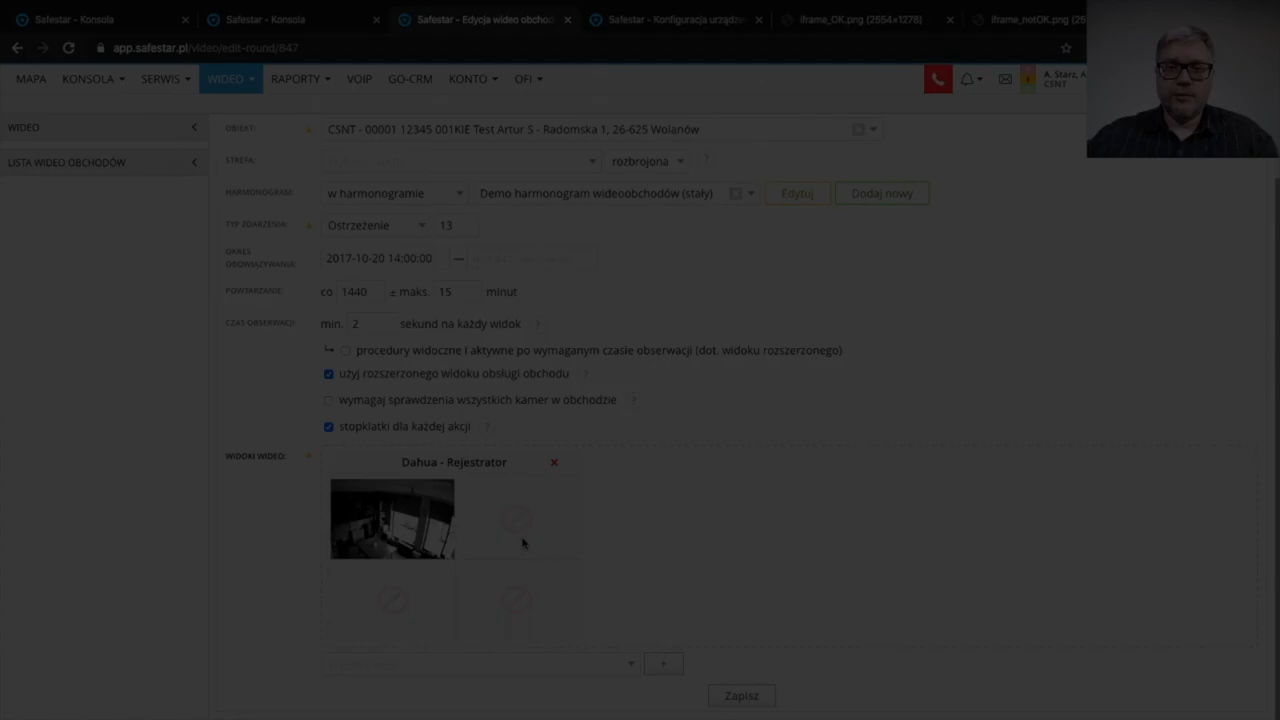 Safestar - Konsola
Safestar - Konsola
Safestar - Edycja wideo obcho
Safestar - Konfiguracja urządze
iframe_OK.png (2554×1278)
iframe_notOK.png (25
app.safestar.pl/video/edit-round/847
MAPA KONSOLA SERWIS WIDEO RAPORTY VOIP GO-CRM KONTO OFI
A. Starz, A
CSNT
WIDEO
LISTA WIDEO OBCHODÓW
OBIEKT: CSNT - 00001 12345 001KIE Test Artur S - Radomska 1, 26-625 Wolanów
STREFA: rozbrojona ?
HARMONOGRAM: w harmonogramie Demo harmonogram wideoobchodów (stały) Edytuj Dodaj nowy
TYP ZDARZENIA: Ostrzeżenie 13
OKRES
OBOWIĄZYWANIA: 2017-10-20 14:00:00 —
POWTARZANIE: co 1440 ± maks. 15 minut
CZAS OBSERWACJI: min. 2 sekund na każdy widok ?
procedury widoczne i aktywne po wymaganym czasie obserwacji (dot. widoku rozszerzonego)
użyj rozszerzonego widoku obsługi obchodu ?
wymagaj sprawdzenia wszystkich kamer w obchodzie ?
stopklatki dla każdej akcji ?
WIDOKI WIDEO: Dahua - Rejestrator
+
Zapisz